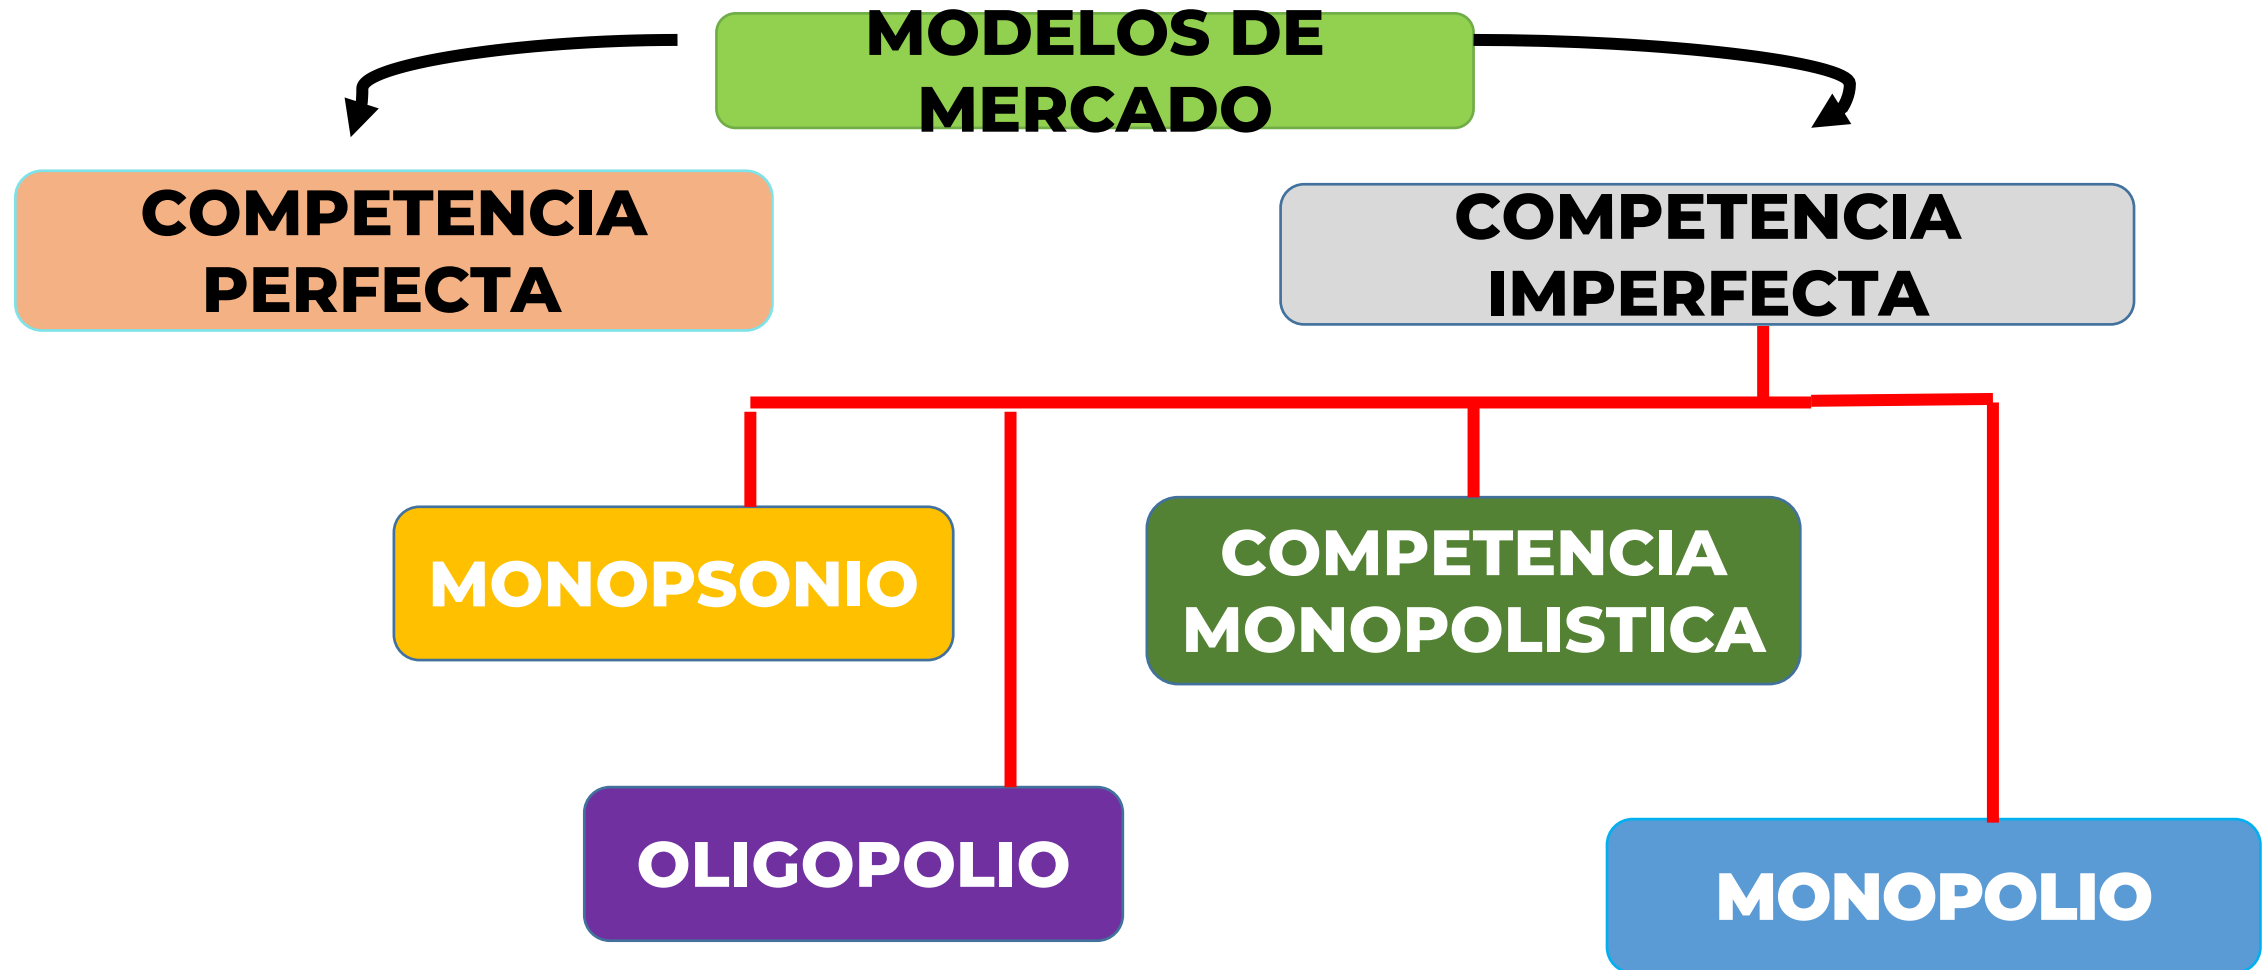 MODELOS DE
MERCADO
COMPETENCIA
PERFECTA
COMPETENCIA
IMPERFECTA
MONOPSONIO
COMPETENCIA
MONOPOLISTICA
OLIGOPOLIO
MONOPOLIO